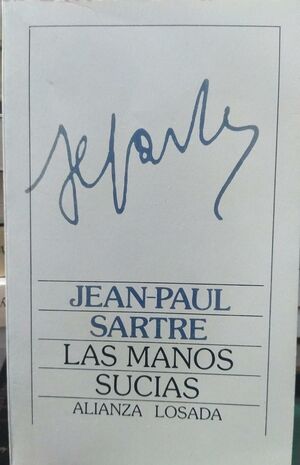 JEAN-PAUL
SARTRE
LAS MANOS
SUCIAS
ALIANZA LOSADA